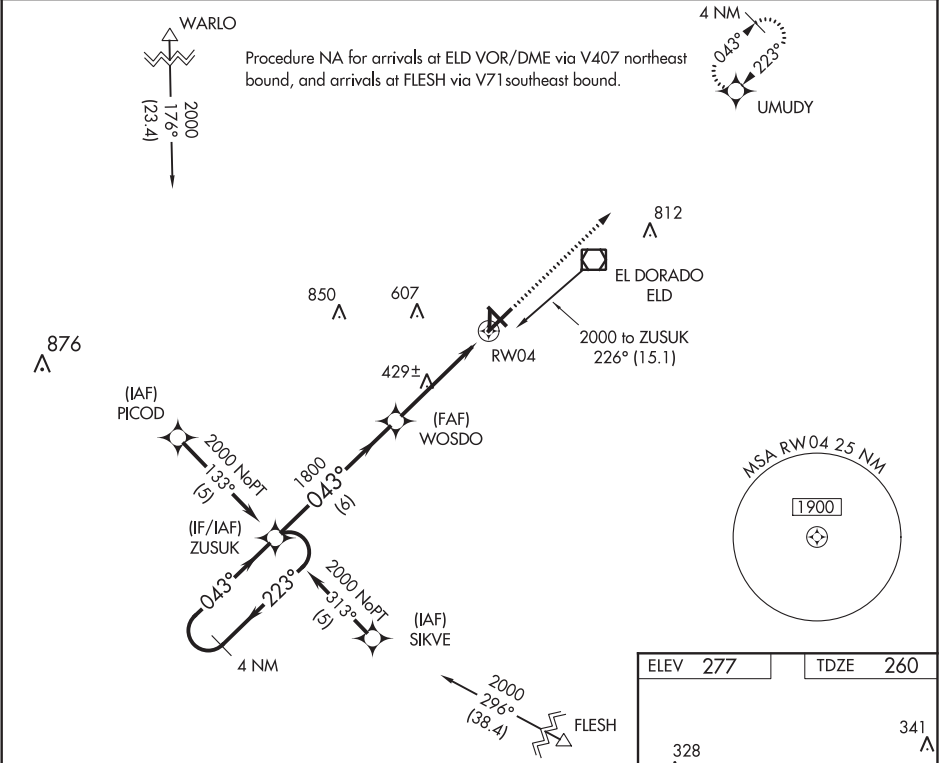 WARLO
2000
176°
(23.4)
Procedure NA for arrivals at ELD VOR/DME via V407 northeast
bound, and arrivals at FLESH via V71southeast bound.
4 NM
043°
223°
UMUDY
812
EL DORADO
ELD
2000 to ZUSUK
226° (15.1)
850
607
RW04
876
429±
(FAF)
WOSDO
(IAF)
PICOD
2000 NoPT
133°
(5)
1800
043°
(6)
(IF/IAF)
ZUSUK
043°
223°
4 NM
2000 NoPT
313°
(5)
(IAF)
SIKVE
MSA RW04 25 NM
1900
2000
296°
(38.4)
FLESH
ELEV 277
TDZE 260
341
328